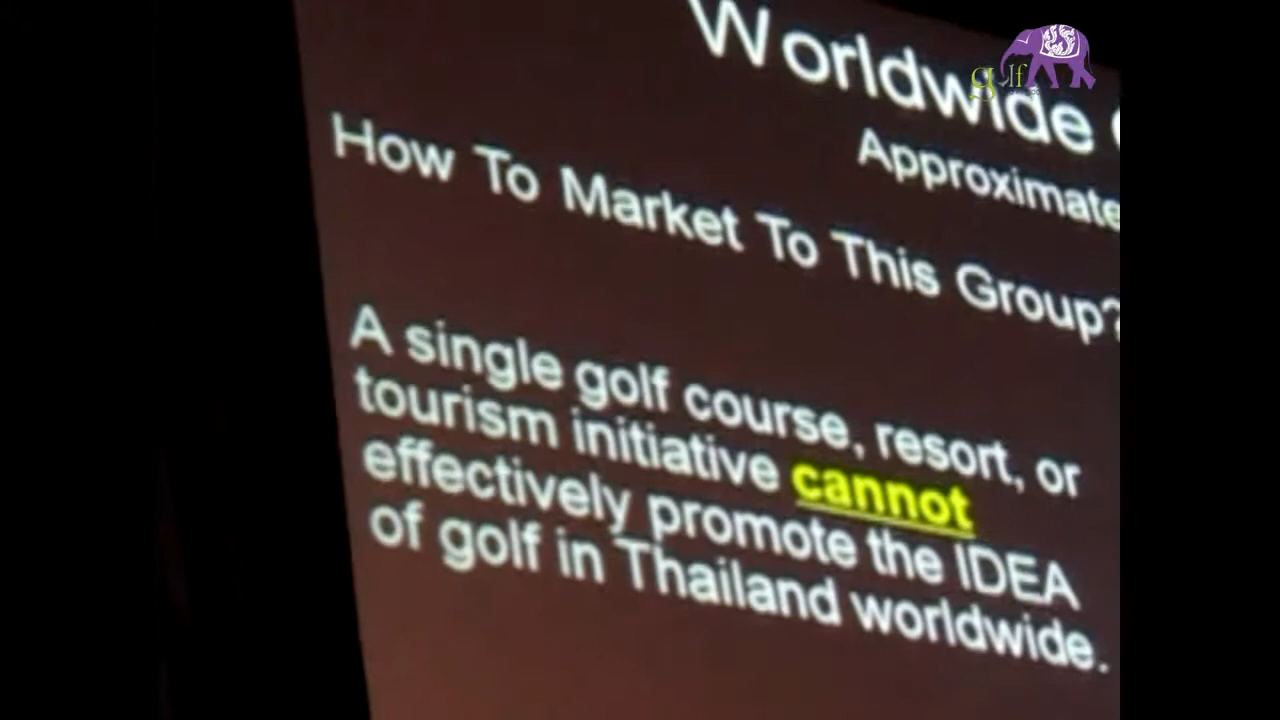 Worldwide
Approximate
How To Market To This Group?
A single golf course, resort, or
tourism initiative cannot
effectively promote the IDEA
of golf in Thailand worldwide.
golf